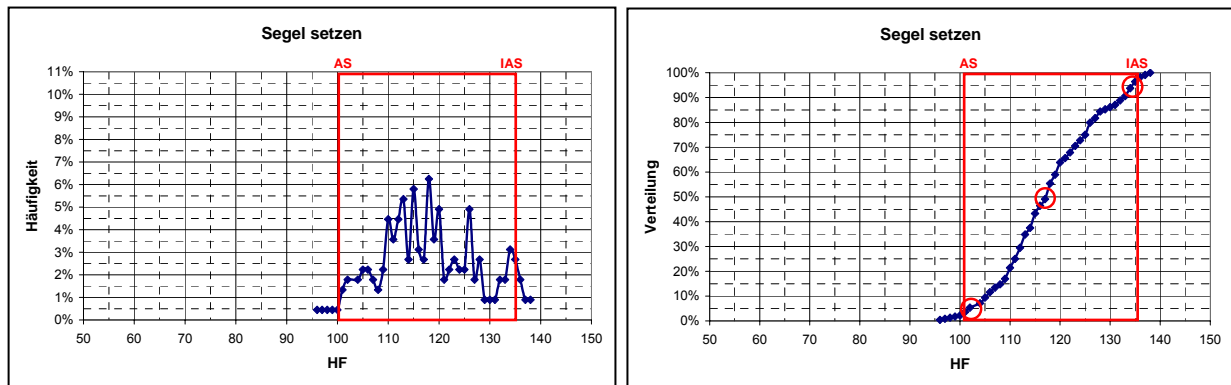 Segel setzen
AS IAS
11%
10%
9%
8%
7%
6%
5%
4%
3%
2%
1%
0%
Häufigkeit
50 60 70 80 90 100 110 120 130 140 150
HF
Segel setzen
AS IAS
100%
90%
80%
70%
60%
50%
40%
30%
20%
10%
0%
Verteilung
50 60 70 80 90 100 110 120 130 140 150
HF